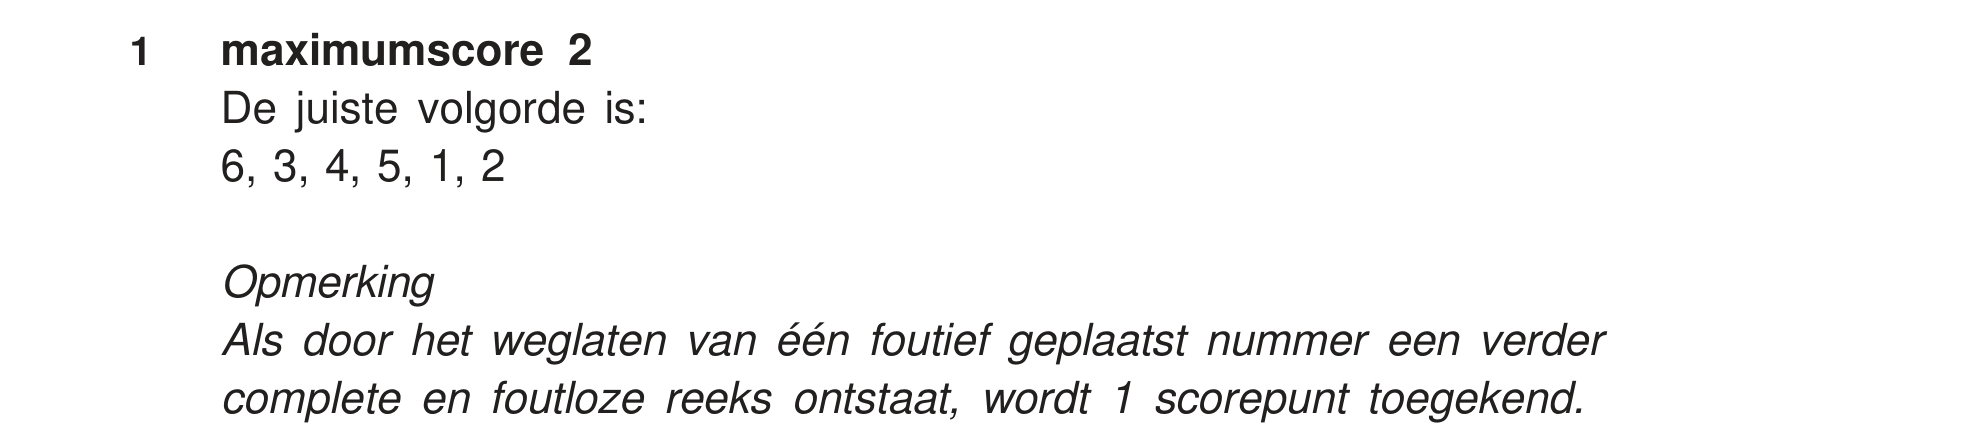 1 maximumscore 2
De juiste volgorde is:
6, 3, 4, 5, 1, 2
Opmerking
Als door het weglaten van één foutief geplaatst nummer een verder
complete en foutloze reeks ontstaat, wordt 1 scorepunt toegekend.